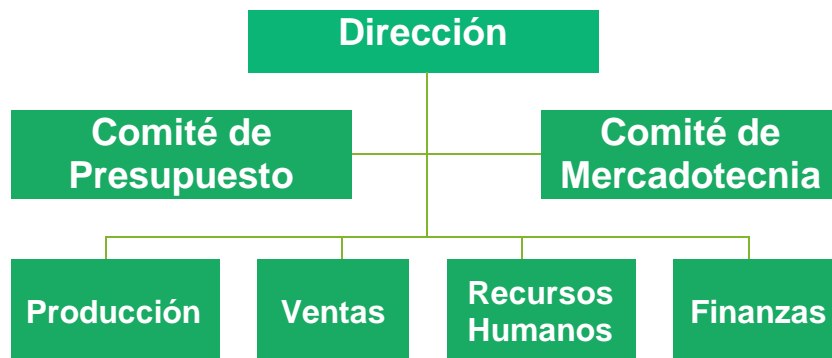 Dirección
Comité de
Presupuesto
Comité de
Mercadotecnia
Producción
Ventas
Recursos
Humanos
Finanzas